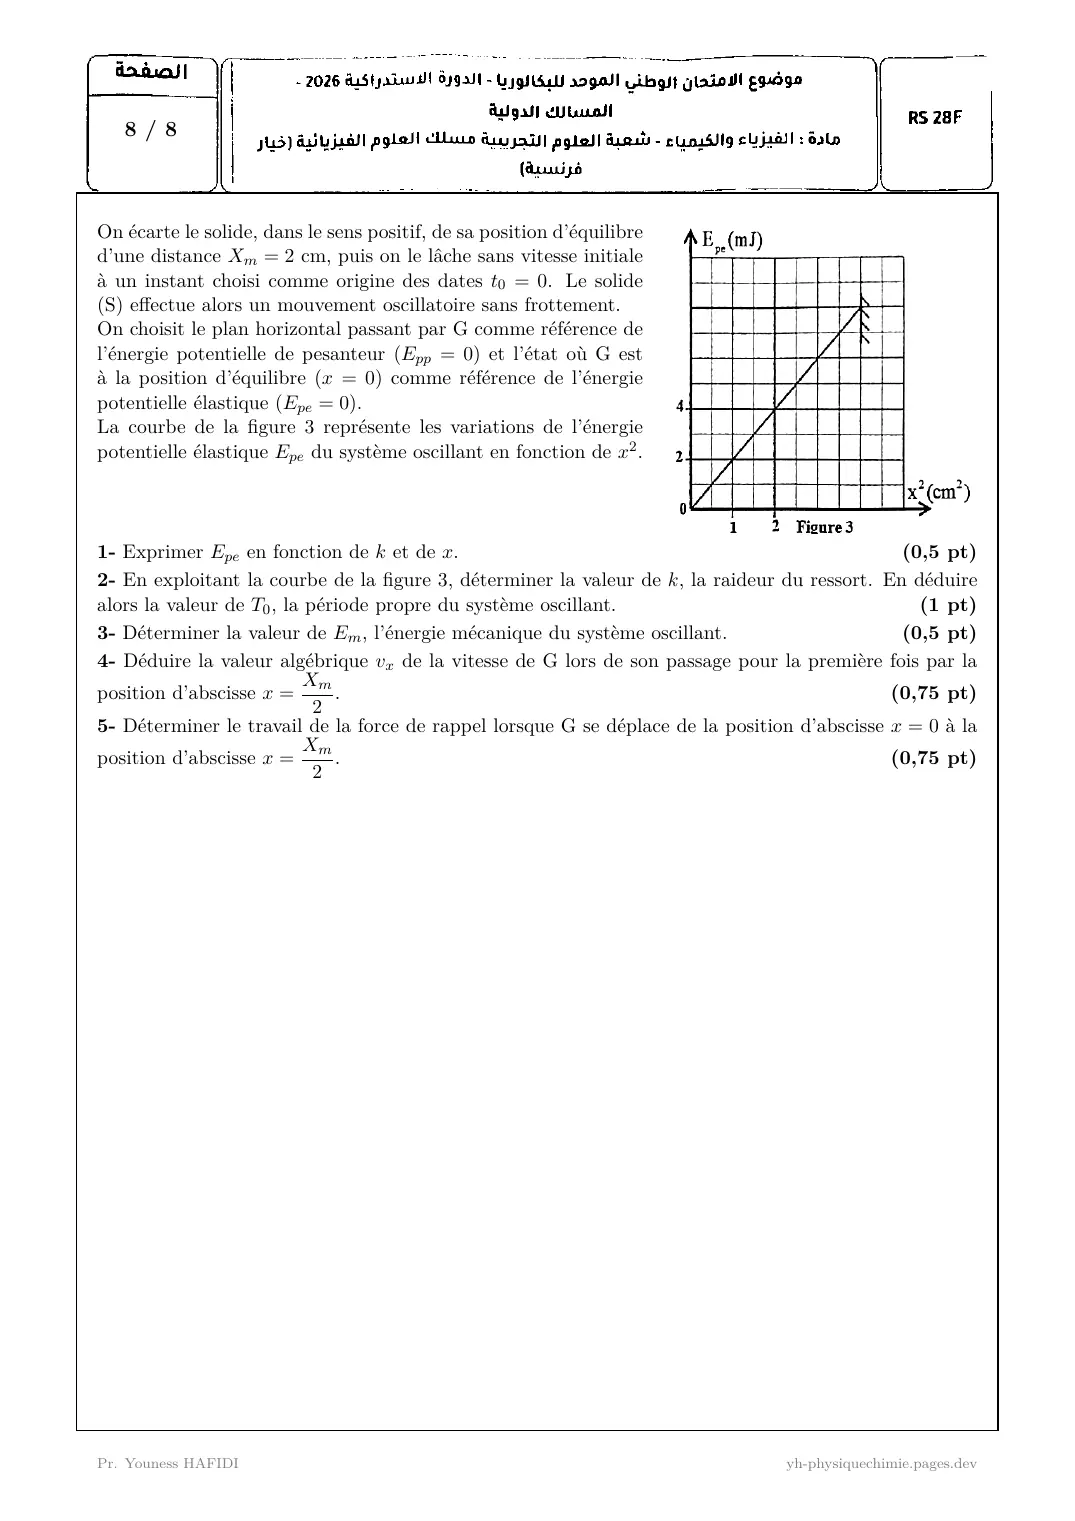 الصفحة
8 / 8
موضوع الامتحان الوطني الموحد للبكالوريا - الدورة الاستدراكية 2026 -
المسالك الدولية
مادة : الفيزياء والكيمياء - شعبة العلوم التجريبية مسلك العلوم الفيزيائية (خيار
فرنسية)
RS 28F
On écarte le solide, dans le sens positif, de sa position d'équilibre
d'une distance Xm = 2 cm, puis on le lâche sans vitesse initiale
à un instant choisi comme origine des dates t0 = 0. Le solide
(S) effectue alors un mouvement oscillatoire sans frottement.
On choisit le plan horizontal passant par G comme référence de
l'énergie potentielle de pesanteur (Epp = 0) et l'état où G est
à la position d'équilibre (x = 0) comme référence de l'énergie
potentielle élastique (Epe = 0).
La courbe de la figure 3 représente les variations de l'énergie
potentielle élastique Epe du système oscillant en fonction de x².
Epe(mJ)
4
2
0
x²(cm²)
1 2 Figure 3
1- Exprimer Epe en fonction de k et de x. (0,5 pt)
2- En exploitant la courbe de la figure 3, déterminer la valeur de k, la raideur du ressort. En déduire
alors la valeur de T0, la période propre du système oscillant. (1 pt)
3- Déterminer la valeur de Em, l'énergie mécanique du système oscillant. (0,5 pt)
4- Déduire la valeur algébrique vx de la vitesse de G lors de son passage pour la première fois par la
position d'abscisse x = Xm/2. (0,75 pt)
5- Déterminer le travail de la force de rappel lorsque G se déplace de la position d'abscisse x = 0 à la
position d'abscisse x = Xm/2. (0,75 pt)
Pr. Youness HAFIDI yh-physiquechimie.pages.dev